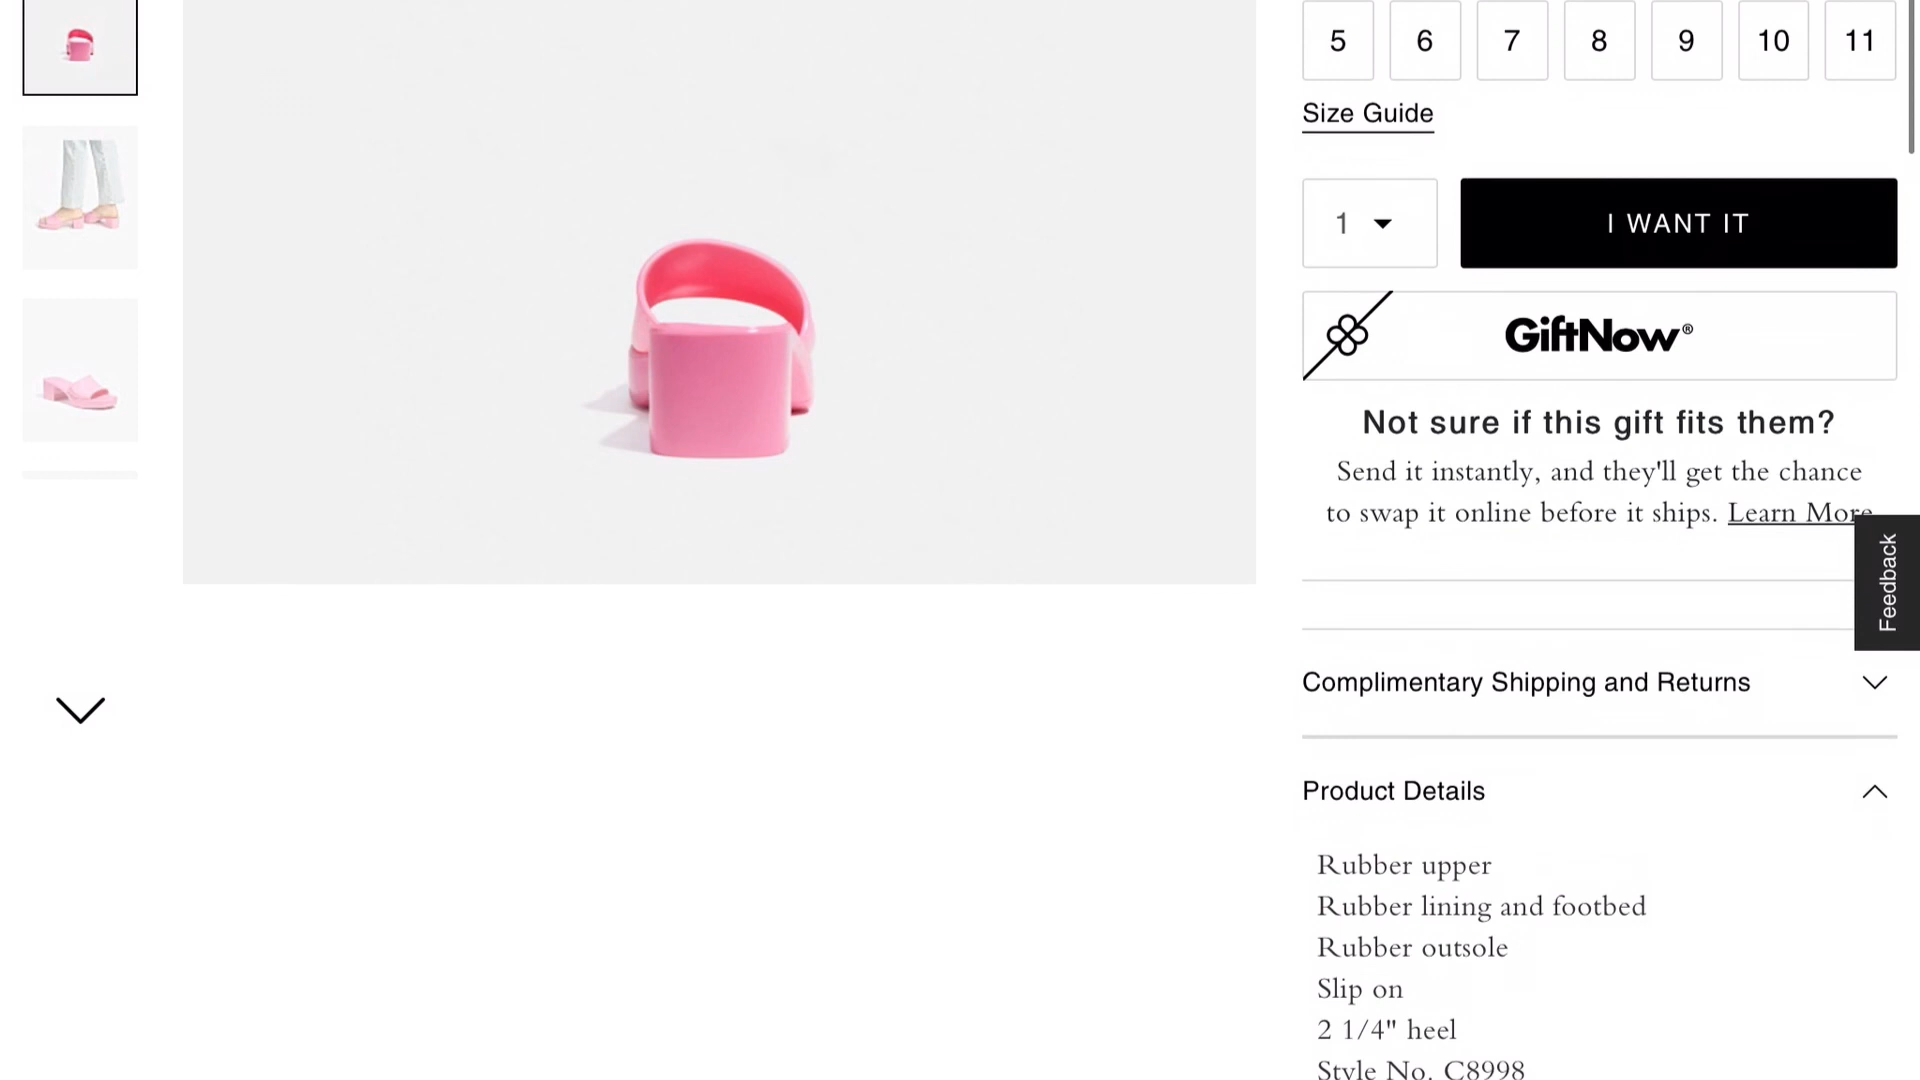 5 6 7 8 9 10 11
Size Guide
1
I WANT IT
GiftNow®
Not sure if this gift fits them?
Send it instantly, and they'll get the chance
to swap it online before it ships. Learn More
Feedback
Complimentary Shipping and Returns
Product Details
Rubber upper
Rubber lining and footbed
Rubber outsole
Slip on
2 1/4" heel
Style No. C8998